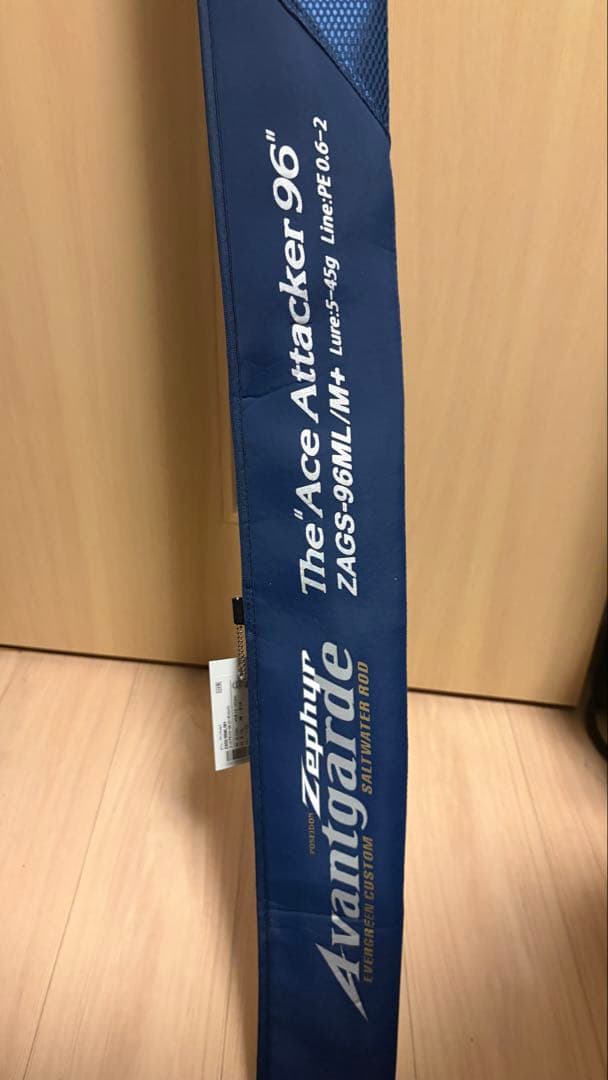 The "Ace Attacker 96"
ZAGS-96ML/M+ Lure:5-45g Line:PE 0.6-2
POSEIDON Zephyr
Avantgarde
EVERGREEN CUSTOM SALTWATER ROD